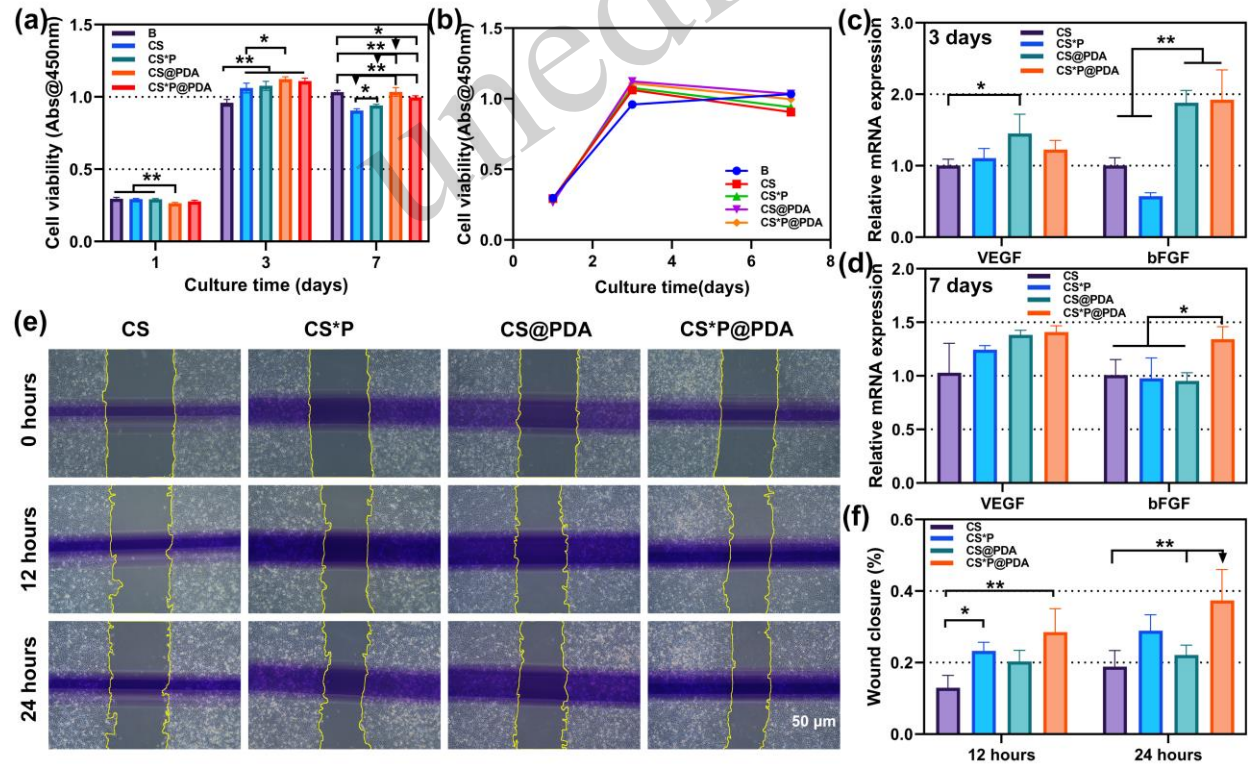 (a)
Cell viability (Abs@450nm)
1.5
1.0
0.5
0.0
B
CS
CS*P
CS@PDA
CS*P@PDA
**
**
*
*
**
**
*
1
3
7
Culture time (days)
(b)
Cell viability(Abs@450nm)
1.5
1.0
0.5
0.0
B
CS
CS*P
CS@PDA
CS*P@PDA
0
2
4
6
8
Culture time(days)
uned
(c)
Relative mRNA expression
2.0
1.5
1.0
0.5
0.0
3 days
CS
CS*P
CS@PDA
CS*P@PDA
*
**
VEGF
bFGF
(d)
Relative mRNA expression
2.0
1.5
1.0
0.5
0.0
7 days
CS
CS*P
CS@PDA
CS*P@PDA
*
VEGF
bFGF
(e)
CS
CS*P
CS@PDA
CS*P@PDA
0 hours
12 hours
24 hours
50 μm
(f)
Wound closure (%)
0.6
0.4
0.2
0.0
CS
CS*P
CS@PDA
CS*P@PDA
*
**
**
12 hours
24 hours